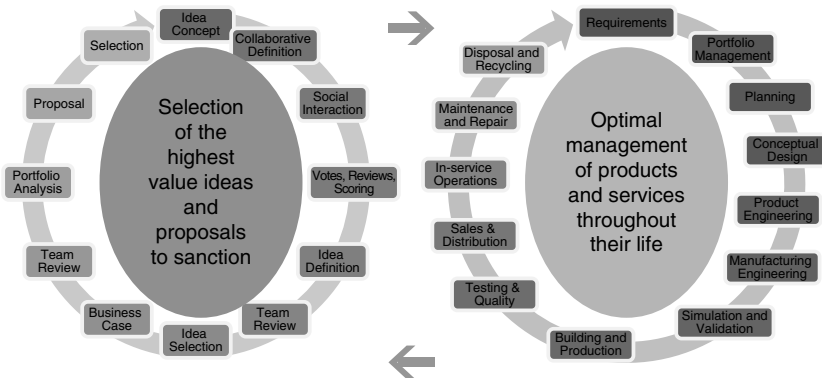 Idea
Concept
Collaborative
Definition
Social
Interaction
Votes, Reviews,
Scoring
Idea
Definition
Team
Review
Idea
Selection
Business
Case
Team
Review
Portfolio
Analysis
Proposal
Selection
Selection
of the
highest
value ideas
and
proposals
to sanction
Requirements
Portfolio
Management
Planning
Conceptual
Design
Product
Engineering
Manufacturing
Engineering
Simulation and
Validation
Building and
Production
Testing &
Quality
Sales &
Distribution
In-service
Operations
Maintenance
and Repair
Disposal and
Recycling
Optimal
management
of products
and services
throughout
their life